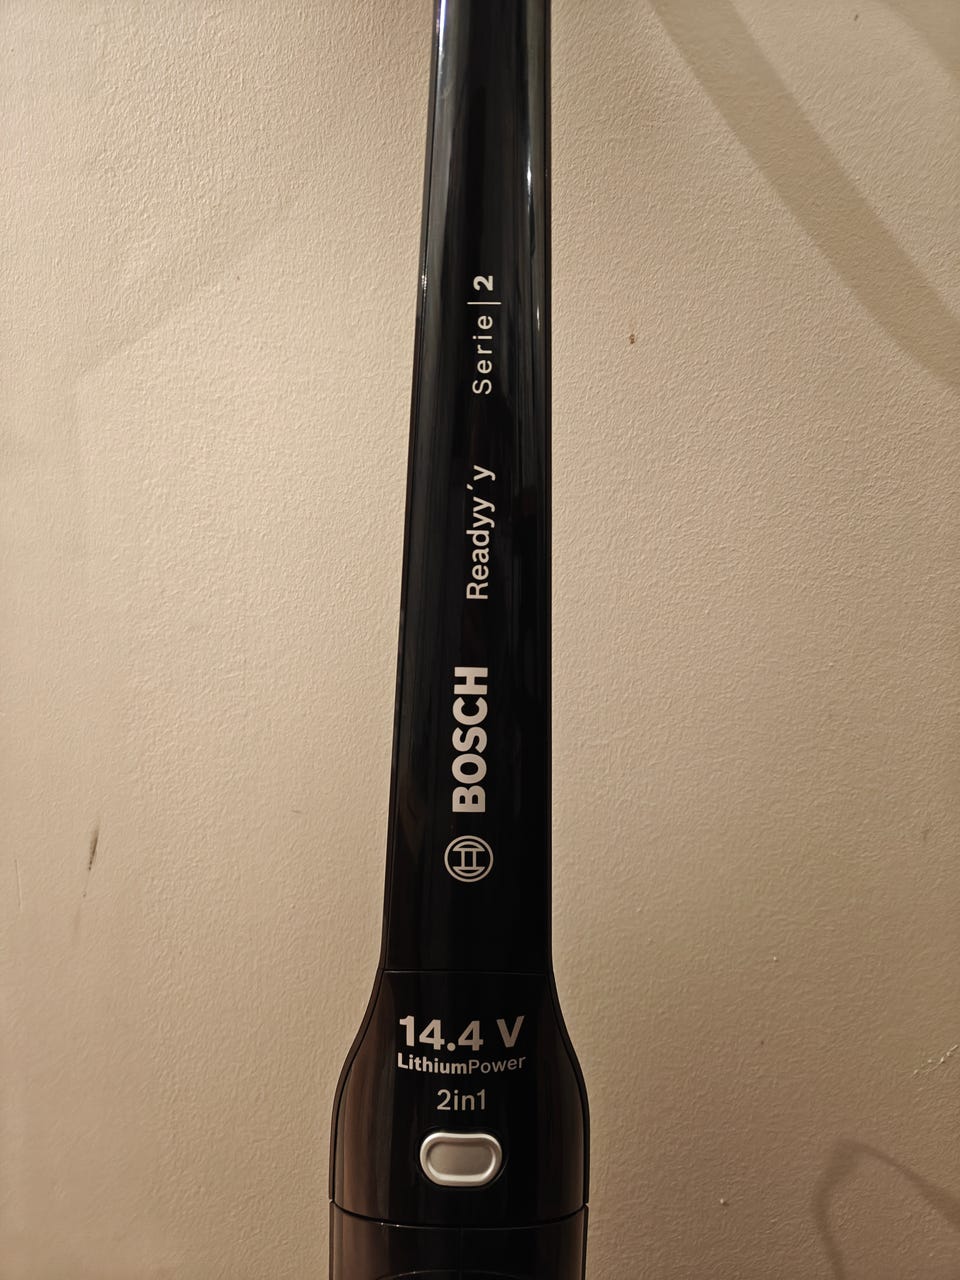 BOSCH Readyy´y Serie | 2
14.4 V
LithiumPower
2in1